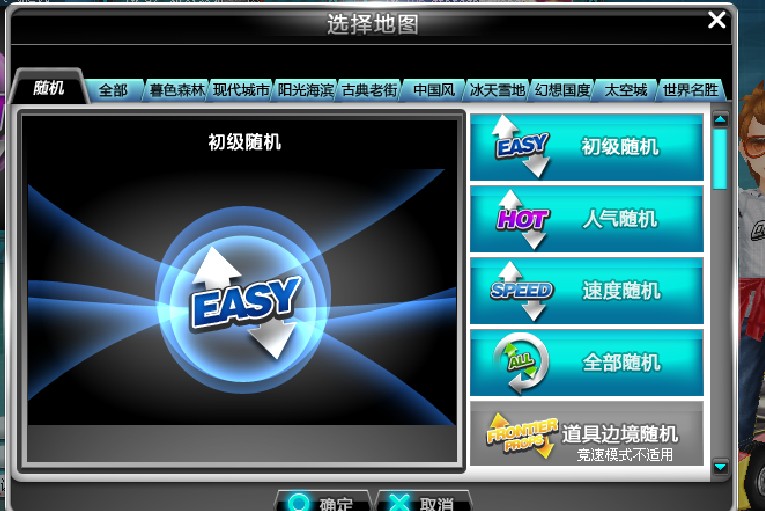 选择地图
随机 全部 暮色森林 现代城市 阳光海滨 古典老街 中国风 冰天雪地 幻想国度 太空城 世界名胜
初级随机
EASY
EASY 初级随机
HOT 人气随机
SPEED 速度随机
ALL 全部随机
FRONTIER PROPS 道具边境随机
竞速模式不适用
确定 取消